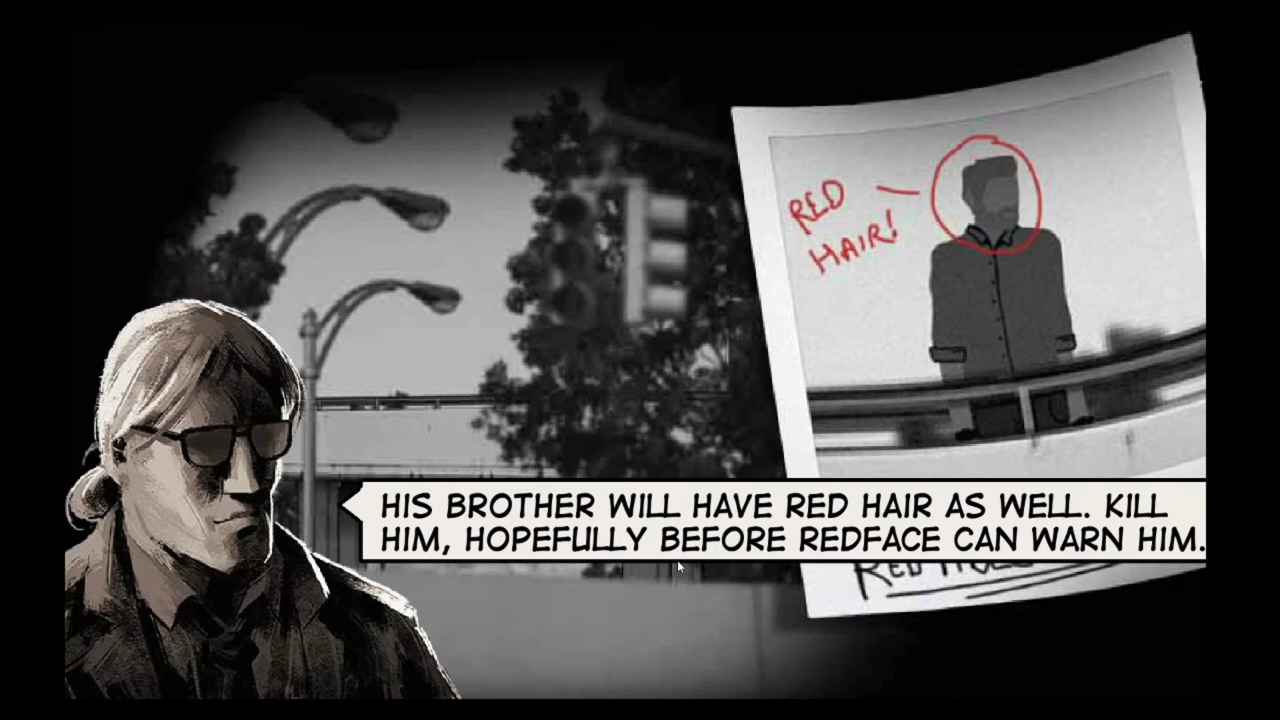 RED
HAIR!
HIS BROTHER WILL HAVE RED HAIR AS WELL. KILL
HIM, HOPEFULLY BEFORE REDFACE CAN WARN HIM.